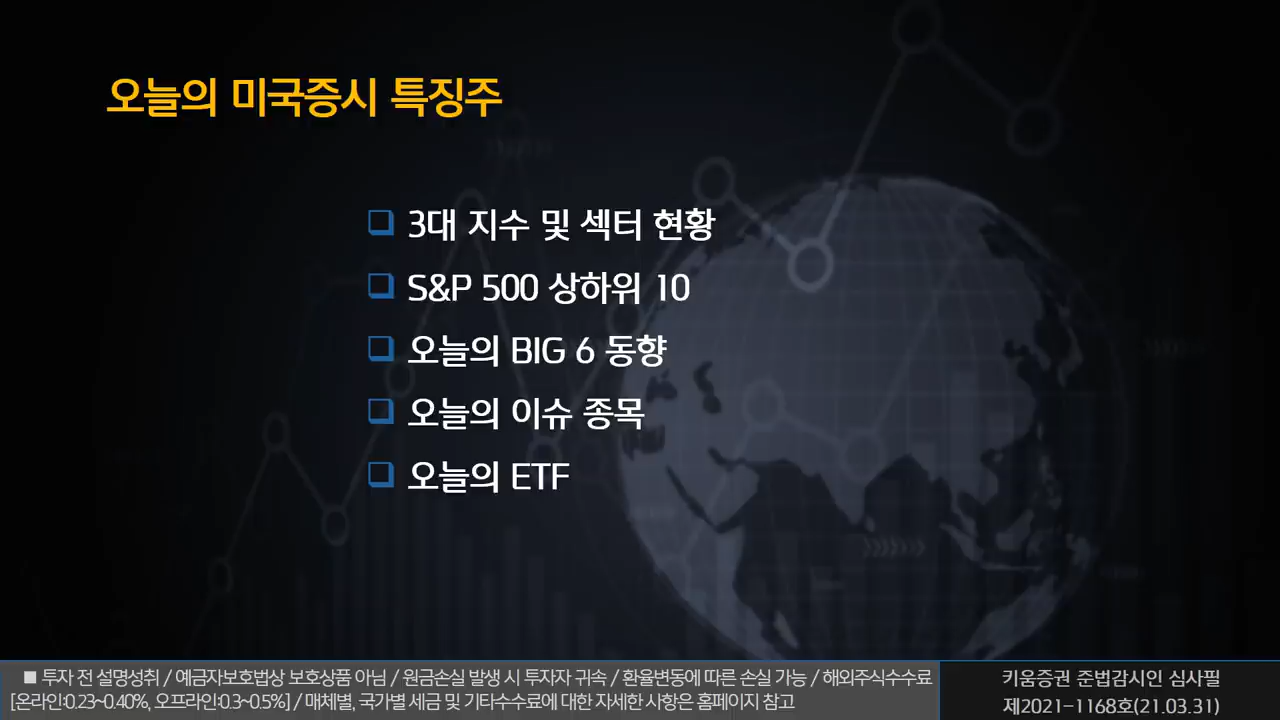 오늘의 미국증시 특징주
❑ 3대 지수 및 섹터 현황
❑ S&P 500 상하위 10
❑ 오늘의 BIG 6 동향
❑ 오늘의 이슈 종목
❑ 오늘의 ETF
■ 투자 전 설명성취 / 예금자보호법상 보호상품 아님 / 원금손실 발생 시 투자자 귀속 / 환율변동에 따른 손실 가능 / 해외주식수수료
[온라인:0.23~0.40%, 오프라인:0.3~0.5%] / 매체별, 국가별 세금 및 기타수수료에 대한 자세한 사항은 홈페이지 참고
키움증권 준법감시인 심사필
제2021-1168호(21.03.31)